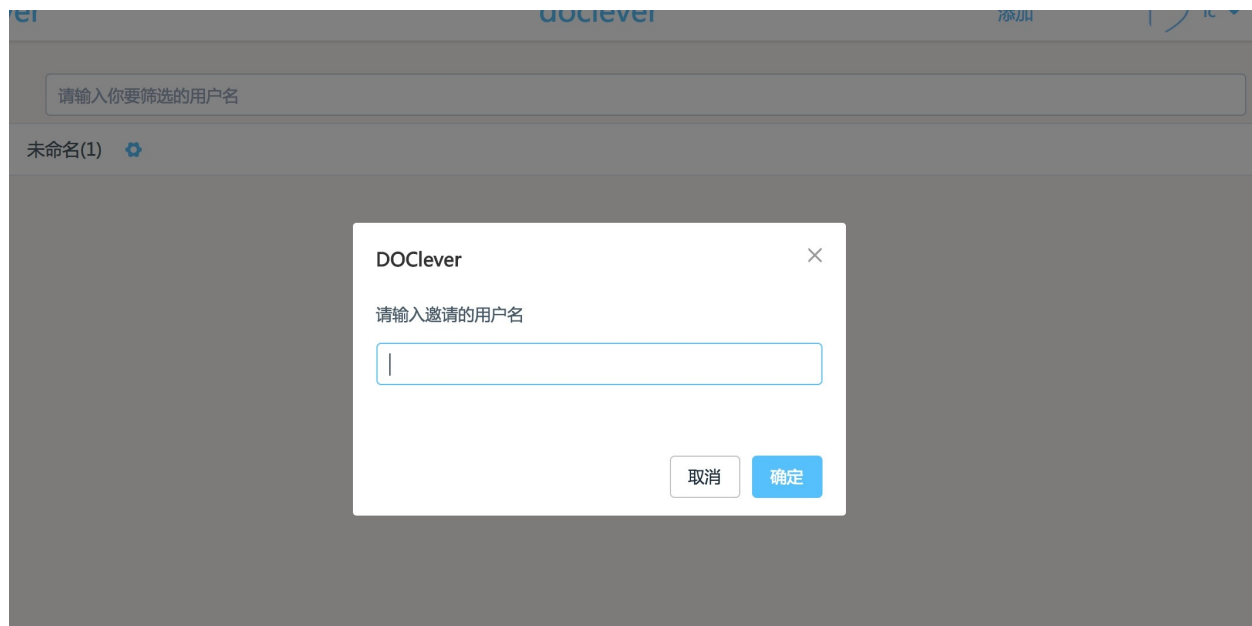 er doclever 添加
请输入你要筛选的用户名
未命名(1)
DOClever
请输入邀请的用户名
取消 确定